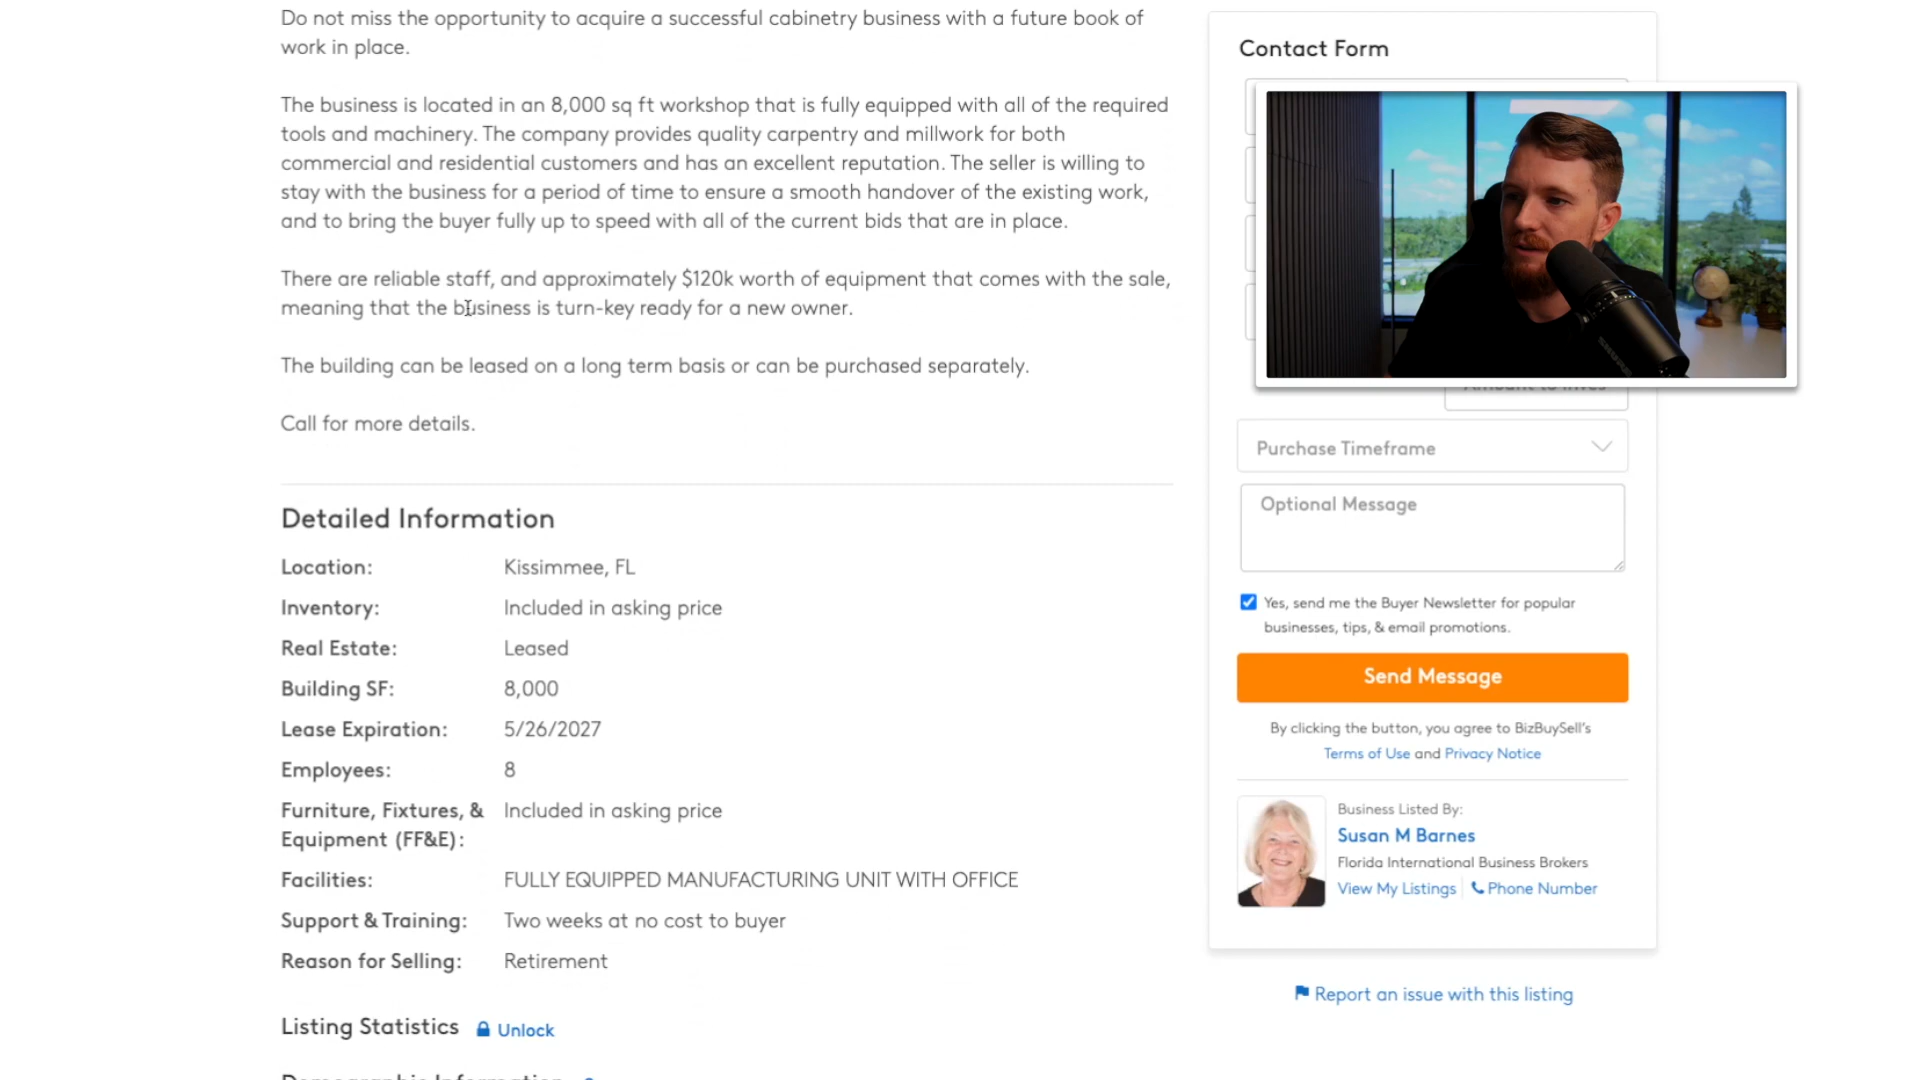 Do not miss the opportunity to acquire a successful cabinetry business with a future book of
work in place.
The business is located in an 8,000 sq ft workshop that is fully equipped with all of the required
tools and machinery. The company provides quality carpentry and millwork for both
commercial and residential customers and has an excellent reputation. The seller is willing to
stay with the business for a period of time to ensure a smooth handover of the existing work,
and to bring the buyer fully up to speed with all of the current bids that are in place.
There are reliable staff, and approximately $120k worth of equipment that comes with the sale,
meaning that the business is turn-key ready for a new owner.
The building can be leased on a long term basis or can be purchased separately.
Call for more details.
Detailed Information
Location: Kissimmee, FL
Inventory: Included in asking price
Real Estate: Leased
Building SF: 8,000
Lease Expiration: 5/26/2027
Employees: 8
Furniture, Fixtures, & Included in asking price
Equipment (FF&E):
Facilities: FULLY EQUIPPED MANUFACTURING UNIT WITH OFFICE
Support & Training: Two weeks at no cost to buyer
Reason for Selling: Retirement
Listing Statistics Unlock
Contact Form
Purchase Timeframe
Optional Message
Yes, send me the Buyer Newsletter for popular
businesses, tips, & email promotions.
Send Message
By clicking the button, you agree to BizBuySell's
Terms of Use and Privacy Notice
Business Listed By:
Susan M Barnes
Florida International Business Brokers
View My Listings Phone Number
Report an issue with this listing